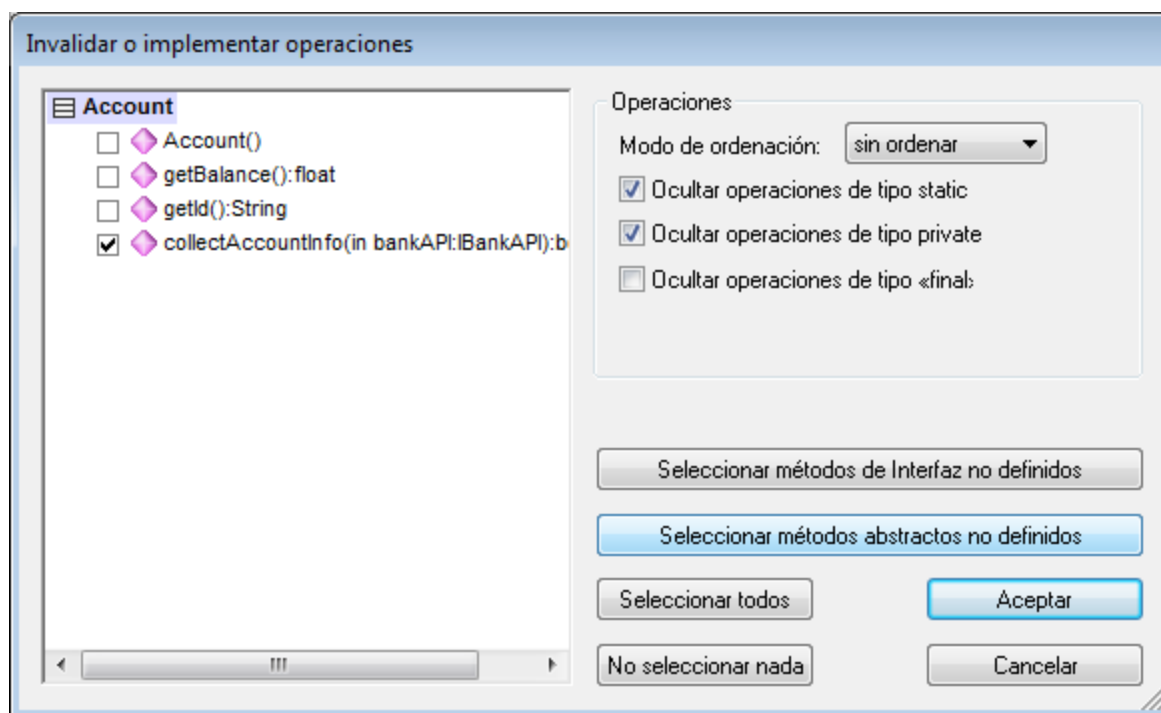 Invalidar o implementar operaciones
Account
Account()
getBalance():float
getId():String
collectAccountInfo(in bankAPI:IBankAPI):b
Operaciones
Modo de ordenación: sin ordenar
Ocultar operaciones de tipo static
Ocultar operaciones de tipo private
Ocultar operaciones de tipo «final»
Seleccionar métodos de Interfaz no definidos
Seleccionar métodos abstractos no definidos
Seleccionar todos
Aceptar
No seleccionar nada
Cancelar